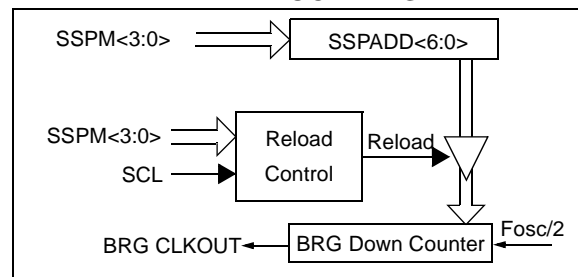 SSPM<3:0>
SSPADD<6:0>
SSPM<3:0>
SCL
Reload
Control
Reload
BRG CLKOUT
BRG Down Counter
Fosc/2